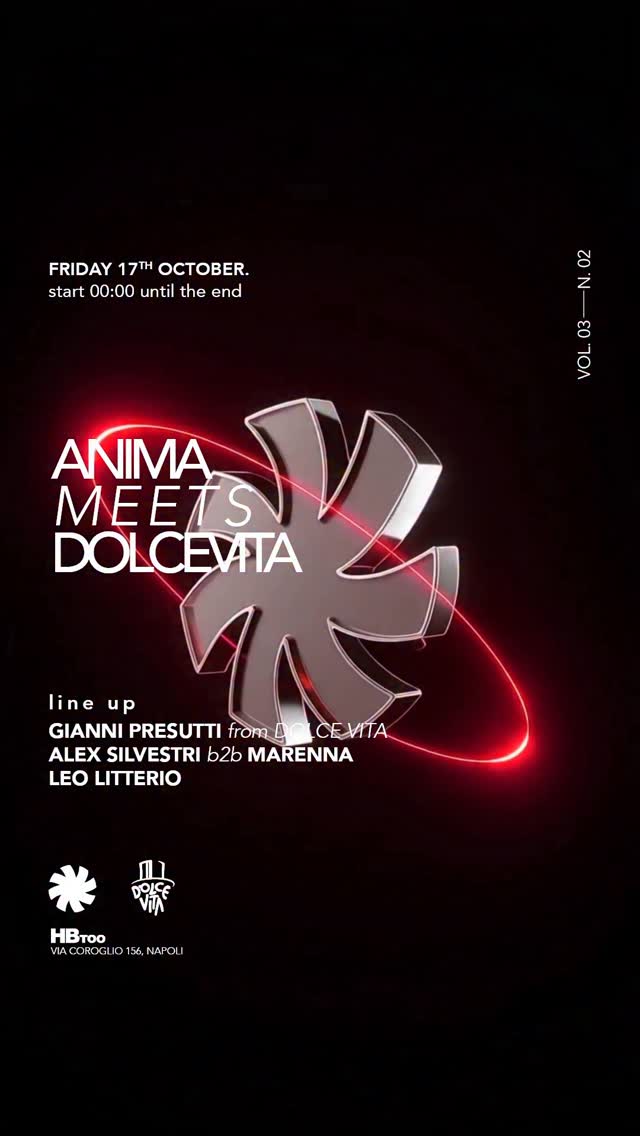 FRIDAY 17TH OCTOBER.
start 00:00 until the end
VOL. 03 — N. 02
ANIMA
MEETS
DOLCEVITA
line up
GIANNI PRESUTTI from DOLCE VITA
ALEX SILVESTRI b2b MARENNA
LEO LITTERIO
DOLCE
VITA
HBTOO
VIA COROGLIO 156, NAPOLI